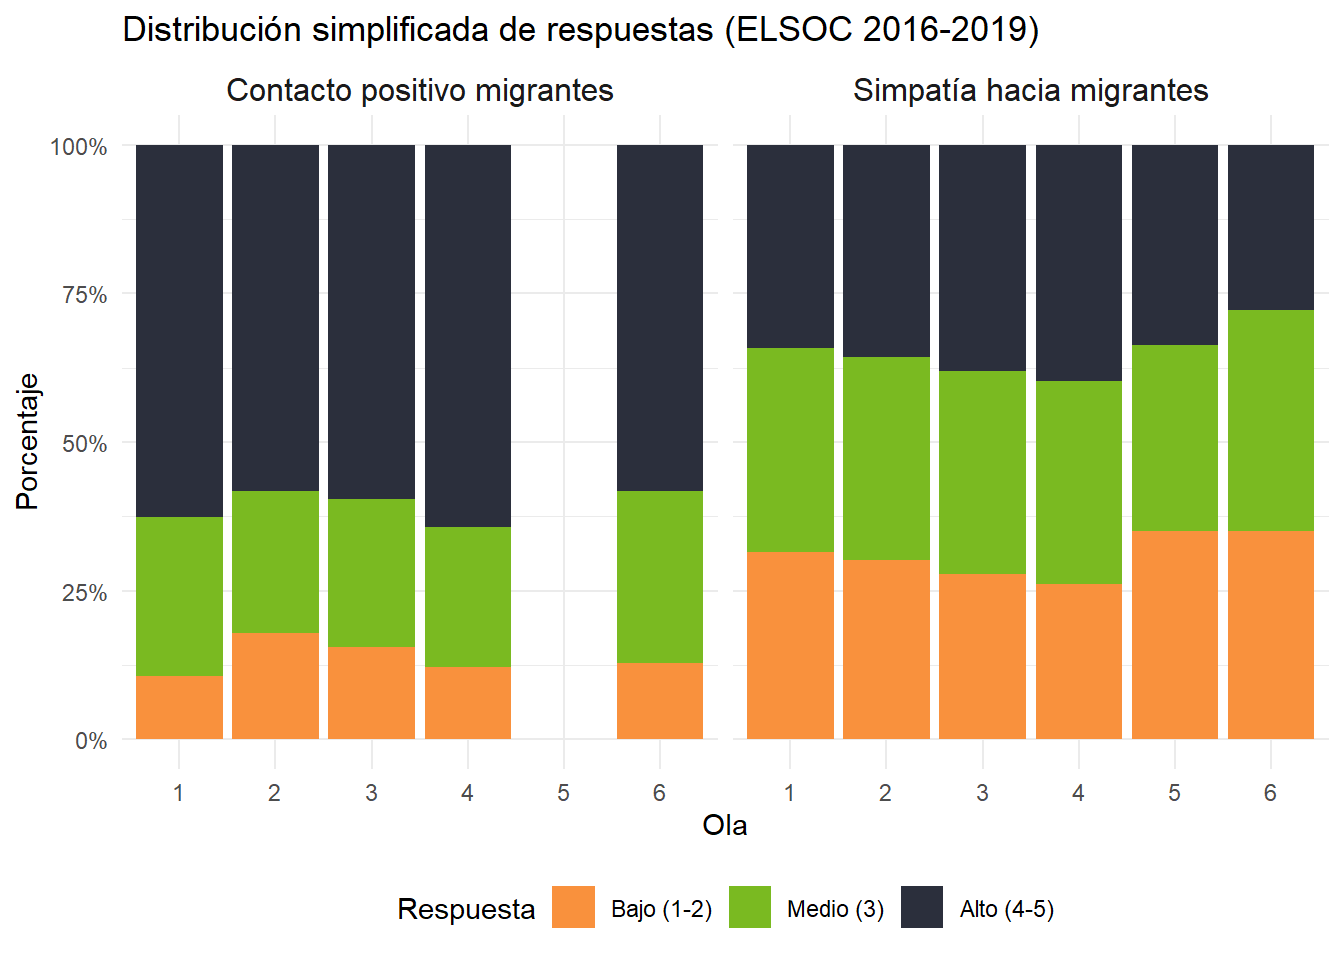 Distribución simplificada de respuestas (ELSOC 2016-2019)
Contacto positivo migrantes
Simpatía hacia migrantes
Porcentaje
100%
75%
50%
25%
0%
1 2 3 4 5 6
1 2 3 4 5 6
Ola
Respuesta Bajo (1-2) Medio (3) Alto (4-5)